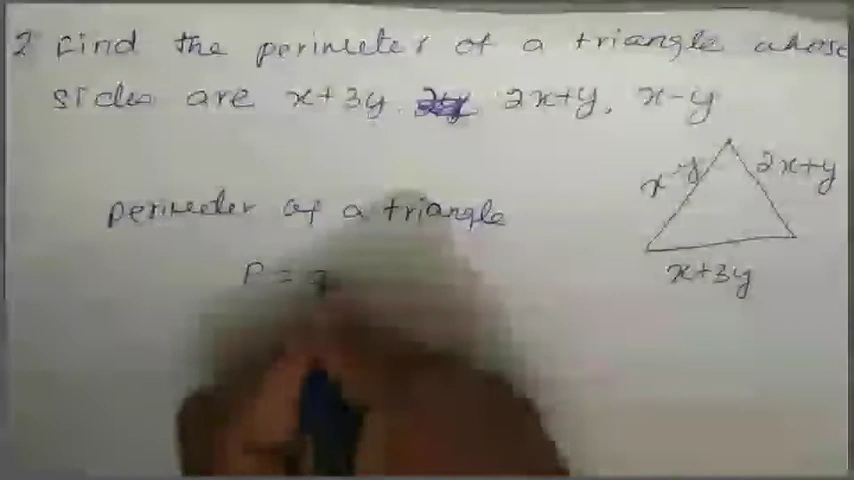 2 Find the perimeter of a triangle whose
sides are x+3y 2x+y, x-y
x-y
2x+y
x+3y
perimeter of a triangle
P =